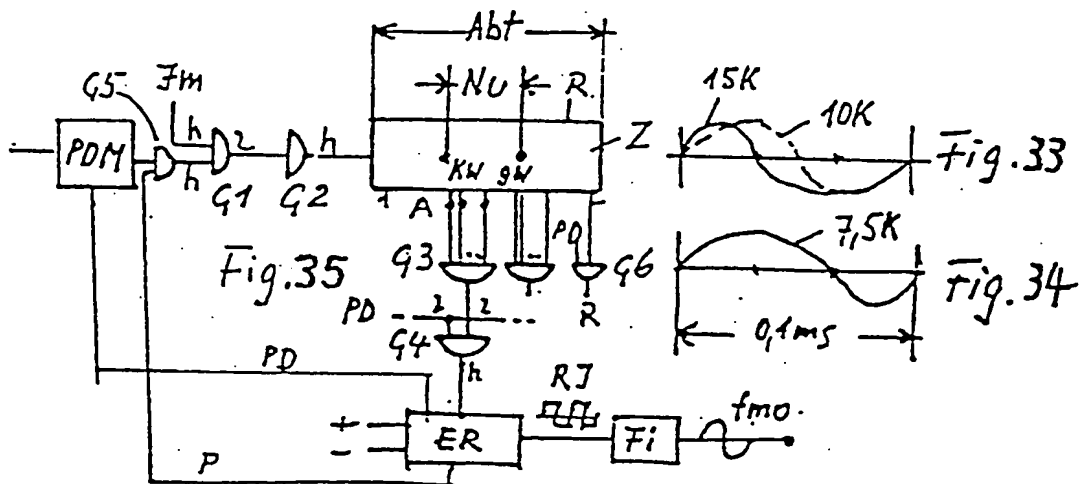 Abt
Nu
R.
G5
Jm
h
2
h
PDM
h
G1
G2
KW
gW
Z
1
A
PD
G3
G6
R
Fig.35
PD
2
2
G4
h
PD
RJ
+
-
ER
Fi
fmo.
P
15K
10K
Fig.33
7,5K
Fig.34
0,1ms